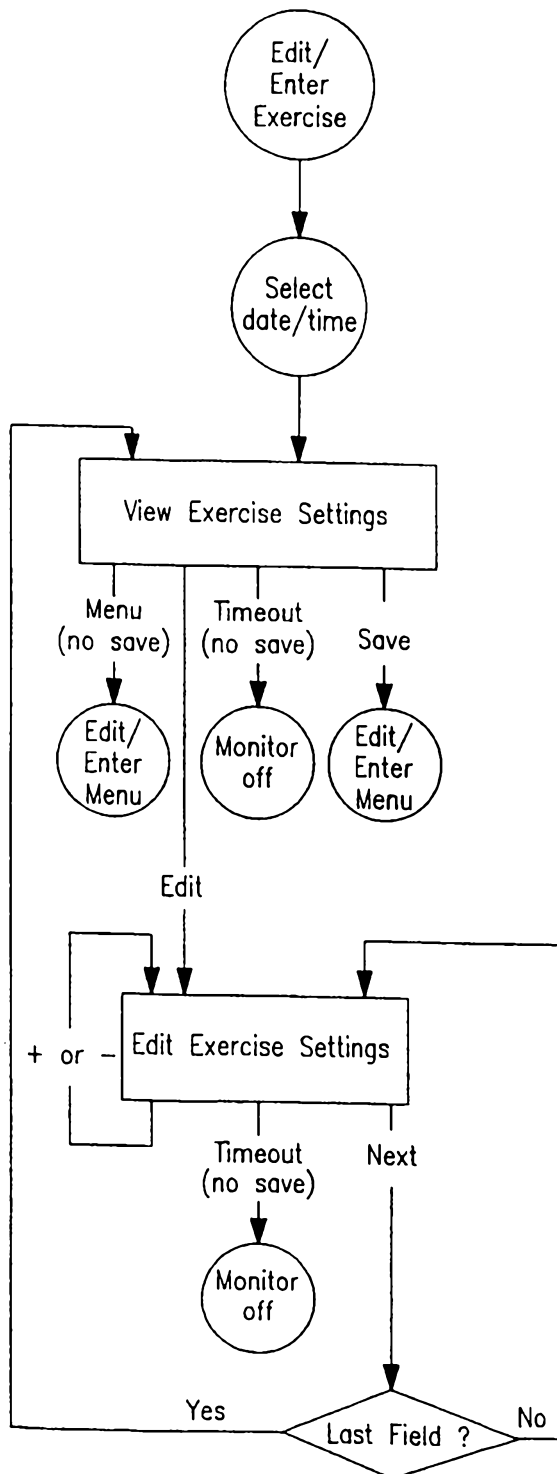 Edit/
Enter
Exercise
Select
date/time
View Exercise Settings
Menu
(no save)
Timeout
(no save)
Save
Edit/
Enter
Menu
Monitor
off
Edit/
Enter
Menu
Edit
+ or -
Edit Exercise Settings
Timeout
(no save)
Next
Monitor
off
Yes
Last Field ?
No